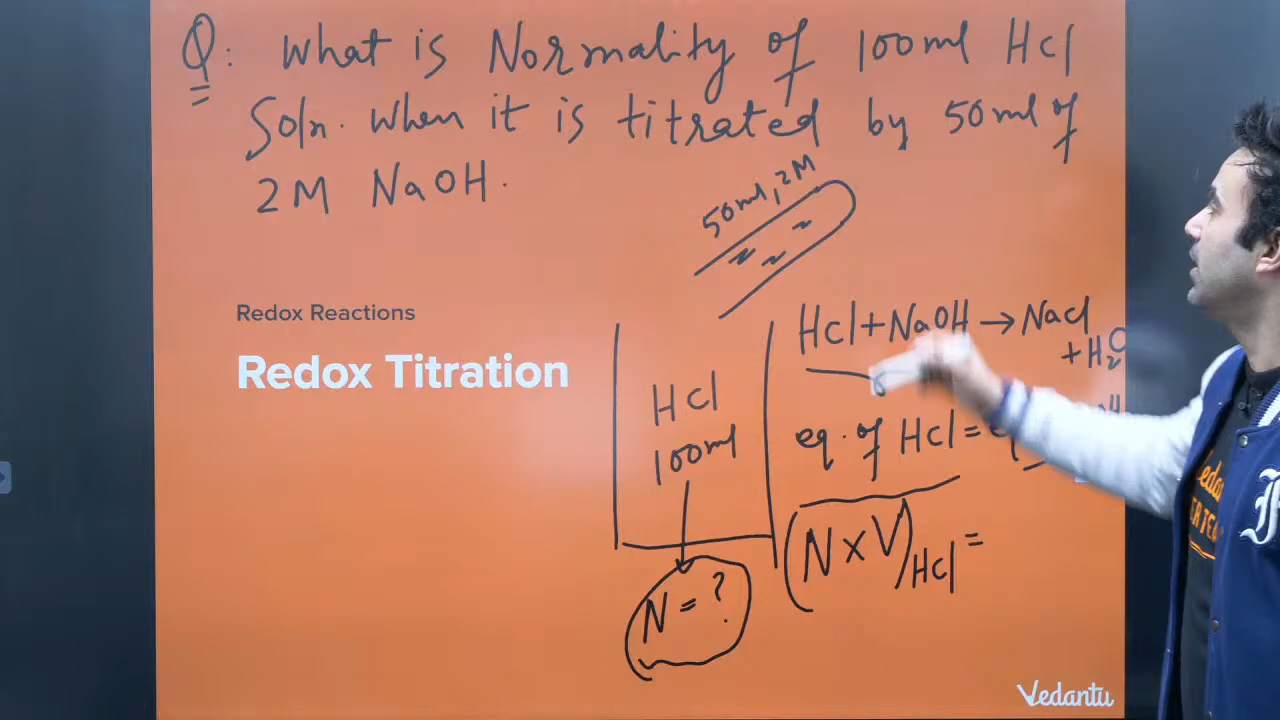 Q: What is Normality of 100ml Hcl
Soln. when it is titrated by 50ml of
2M NaOH.
50ml, 2M
Redox Reactions
Redox Titration
Hcl
100ml
N = ?
Hcl + NaOH → Nacl
+ H₂O
eq. of HCl =
(N × V)HCl =
Vedantu